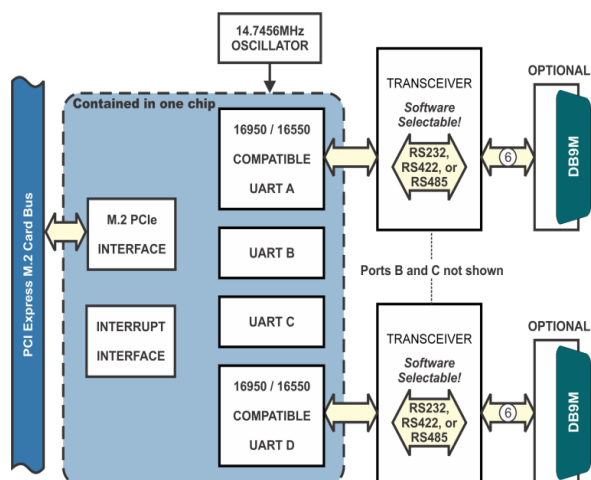 14.7456MHz
OSCILLATOR
PCI Express M.2 Card Bus
Contained in one chip
M.2 PCIe
INTERFACE
INTERRUPT
INTERFACE
16950 / 16550
COMPATIBLE
UART A
UART B
UART C
16950 / 16550
COMPATIBLE
UART D
TRANSCEIVER
Software
Selectable!
RS232,
RS422, or
RS485
6
OPTIONAL
DB9M
Ports B and C not shown
TRANSCEIVER
Software
Selectable!
RS232,
RS422, or
RS485
6
OPTIONAL
DB9M